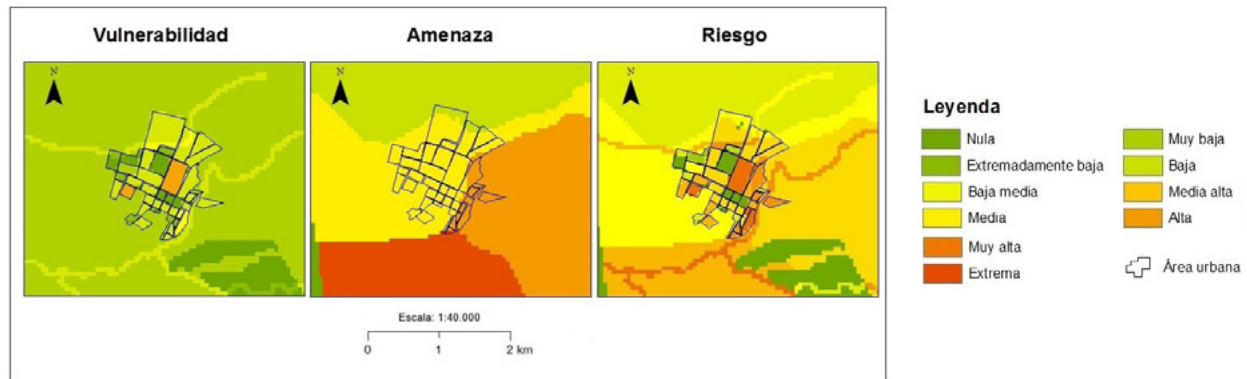 Vulnerabilidad
Amenaza
Riesgo
N
N
N
Escala: 1:40.000
0 1 2 km
Leyenda
Nula
Muy baja
Extremadamente baja
Baja
Baja media
Media alta
Media
Alta
Muy alta
Extrema
Área urbana